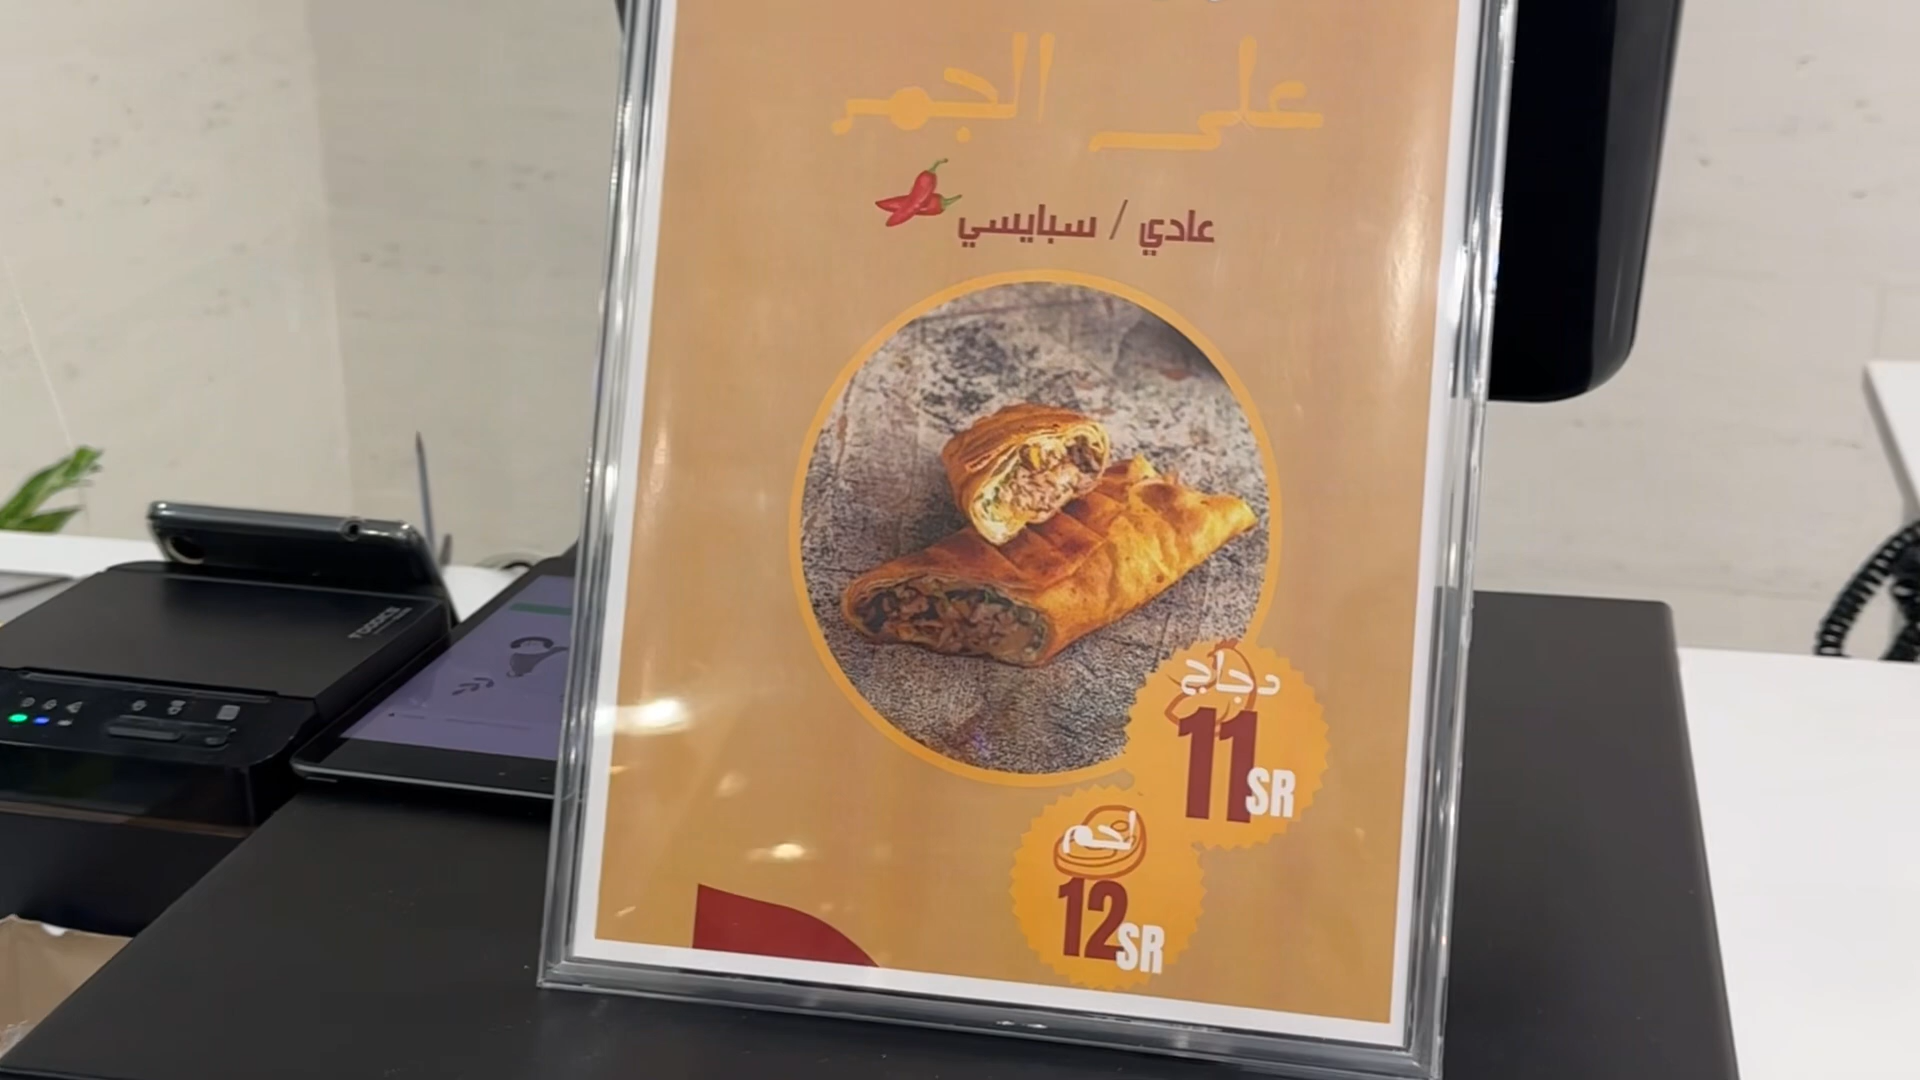 على الجمر
عادي / سبايسي
دجاج
11SR
لحم
12SR